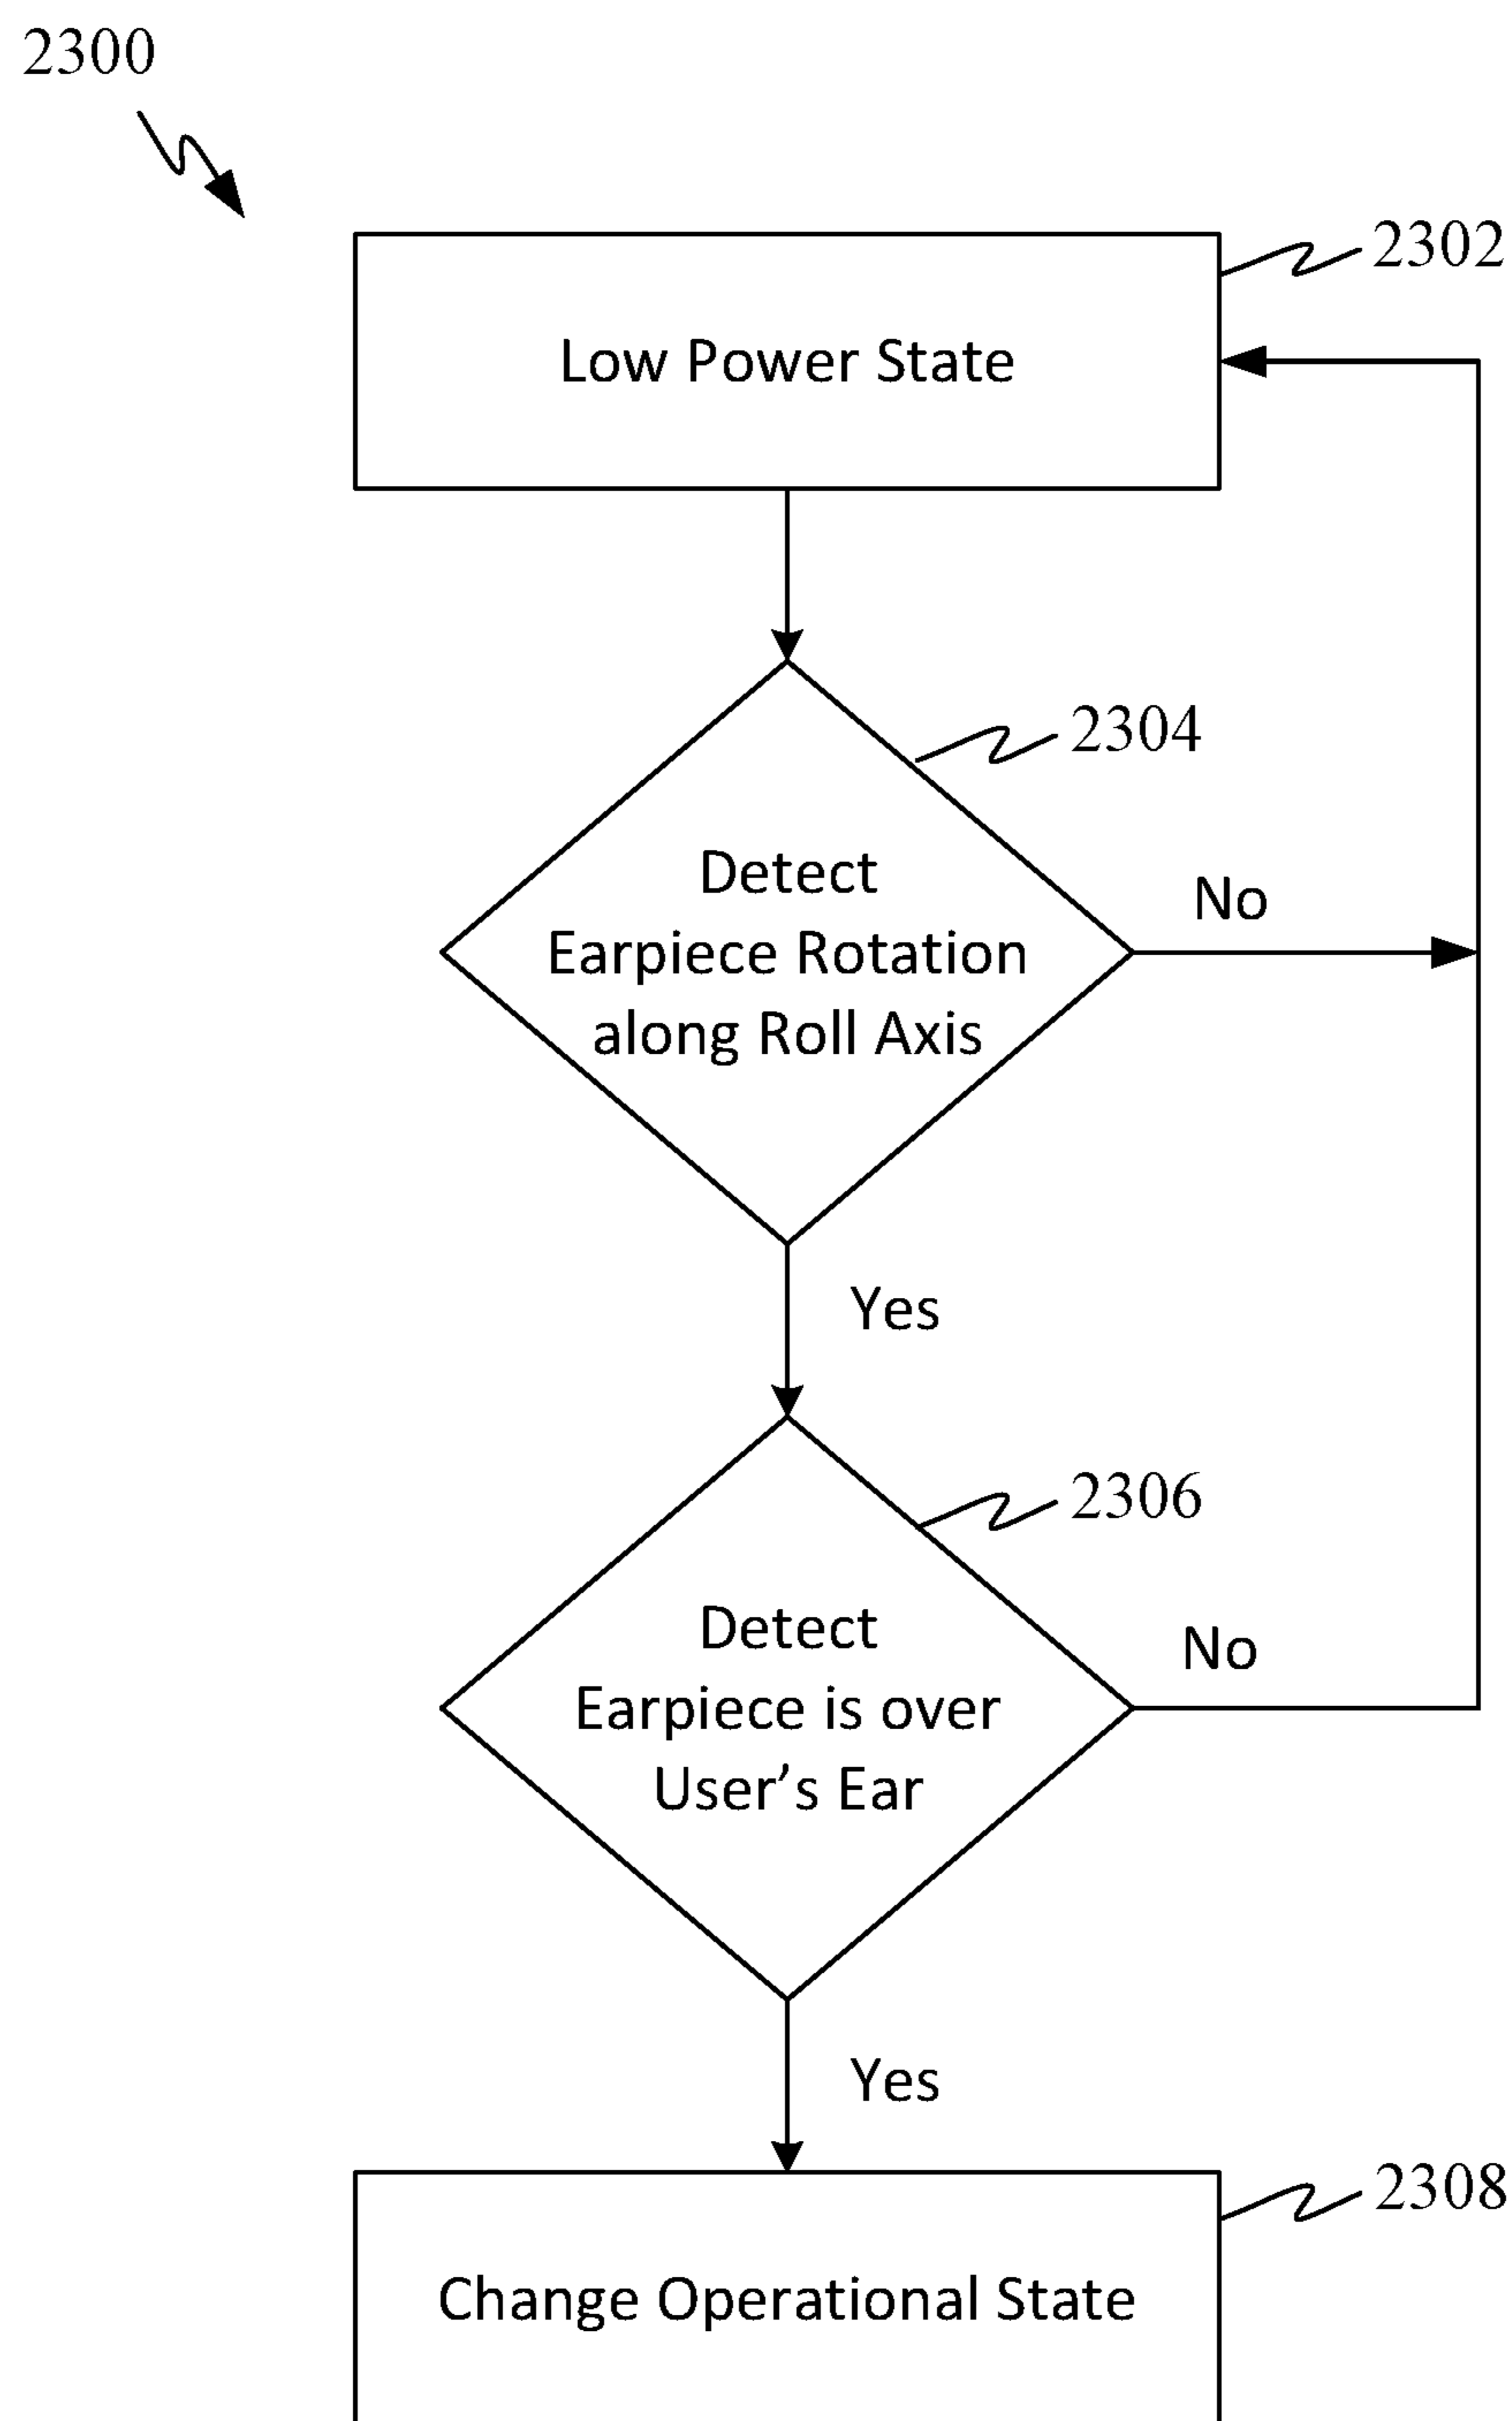 2300
2302
Low Power State
2304
Detect
Earpiece Rotation
along Roll Axis
No
Yes
2306
Detect
Earpiece is over
User’s Ear
No
Yes
2308
Change Operational State